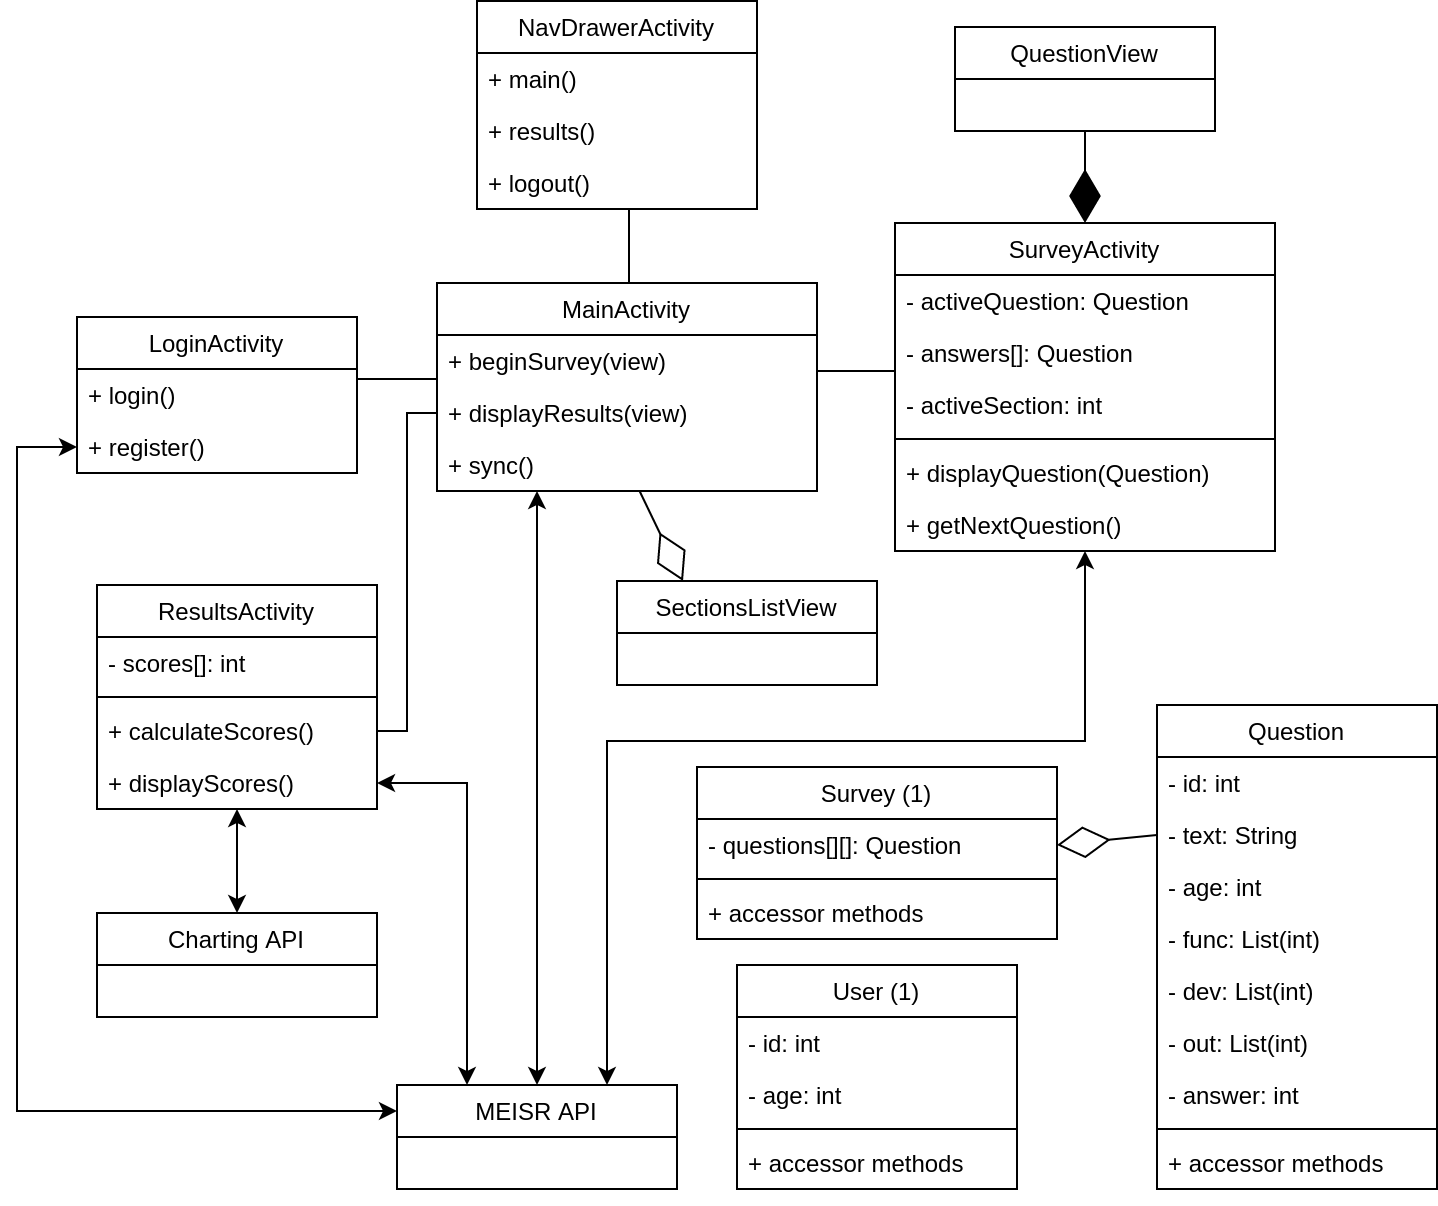 NavDrawerActivity
+ main()
+ results()
+ logout()
QuestionView
SurveyActivity
- activeQuestion: Question
- answers[]: Question
- activeSection: int
+ displayQuestion(Question)
+ getNextQuestion()
MainActivity
+ beginSurvey(view)
+ displayResults(view)
+ sync()
LoginActivity
+ login()
+ register()
SectionsListView
ResultsActivity
- scores[]: int
+ calculateScores()
+ displayScores()
Charting API
Survey (1)
- questions[][]: Question
+ accessor methods
Question
- id: int
- text: String
- age: int
- func: List(int)
- dev: List(int)
- out: List(int)
- answer: int
+ accessor methods
User (1)
- id: int
- age: int
+ accessor methods
MEISR API